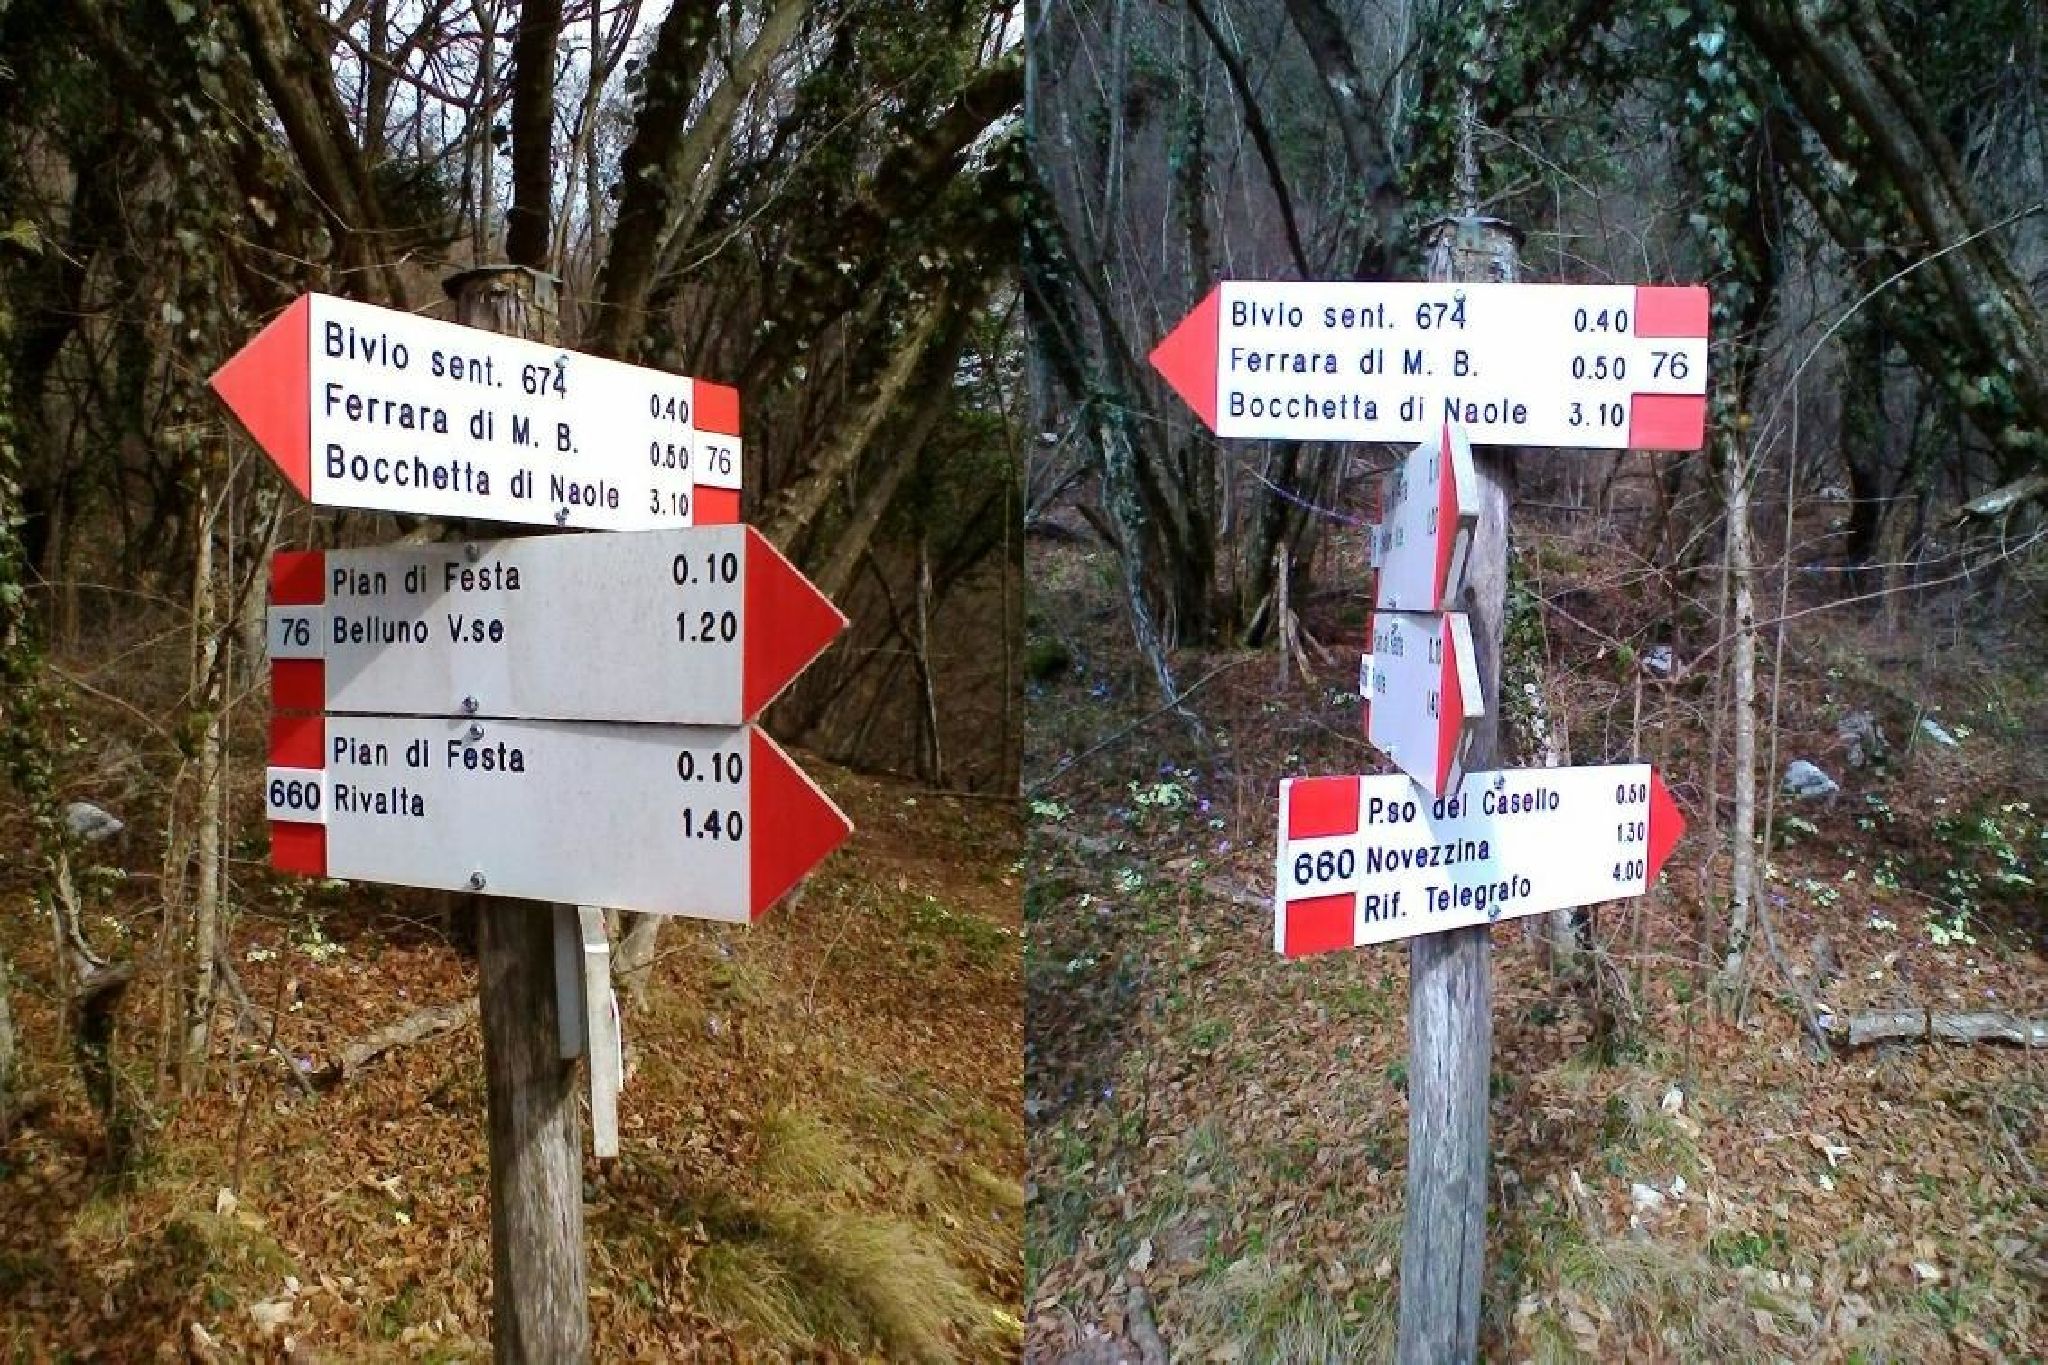 Bivio sent. 674 0.40
Ferrara di M. B. 0.50 76
Bocchetta di Naole 3.10
Pian di Festa 0.10
76 Belluno V.se 1.20
Pian di Festa 0.10
660 Rivalta 1.40
Bivio sent. 674 0.40
Ferrara di M. B. 0.50 76
Bocchetta di Naole 3.10
P.so del Casello 0.50
660 Novezzina 1.30
Rif. Telegrafo 4.00